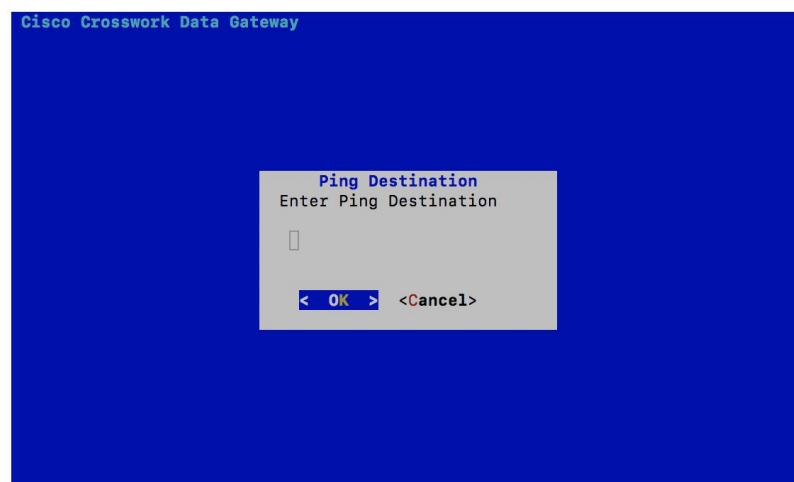 Cisco Crosswork Data Gateway
Ping Destination
Enter Ping Destination
< OK > <Cancel>